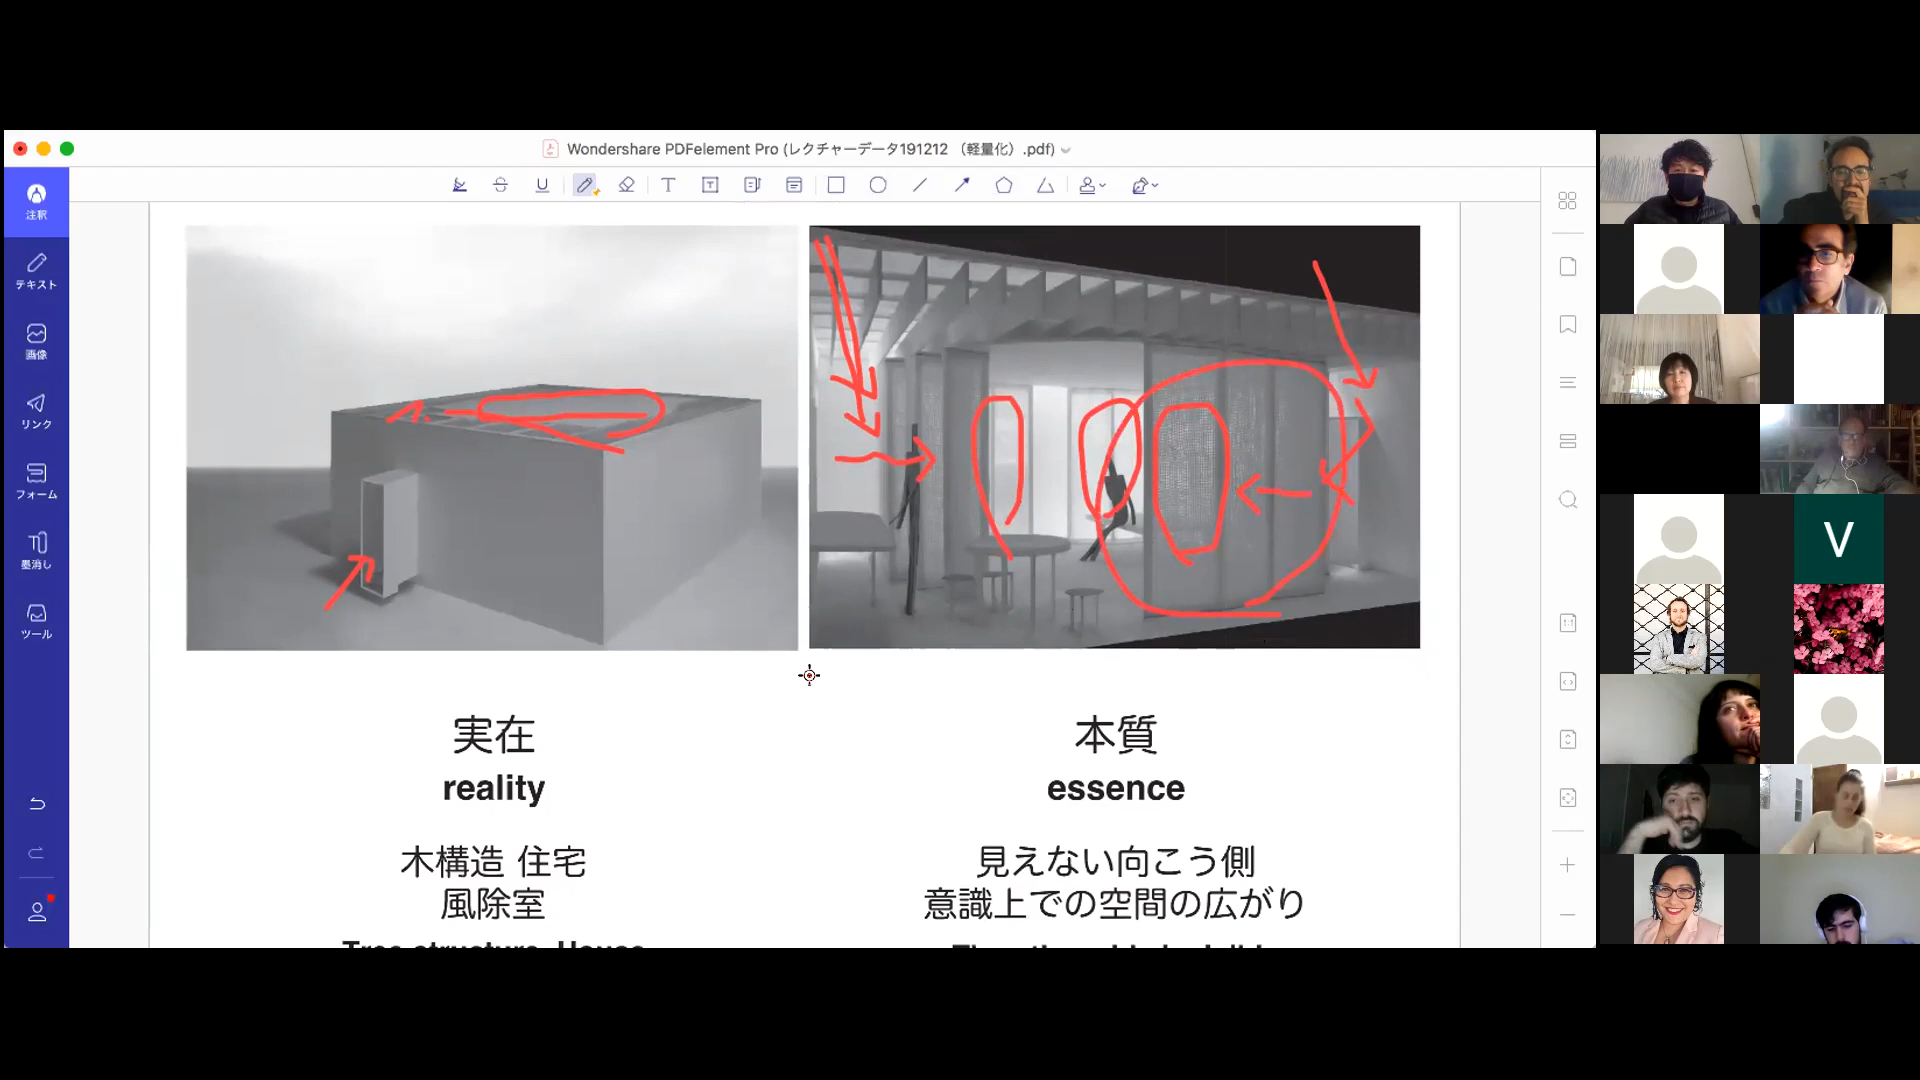 Wondershare PDFelement Pro (レクチャーデータ191212 （軽量化）.pdf)
注釈
テキスト
画像
リンク
フォーム
墨消し
ツール
実在
reality
木構造 住宅
風除室
本質
essence
見えない向こう側
意識上での空間の広がり
V